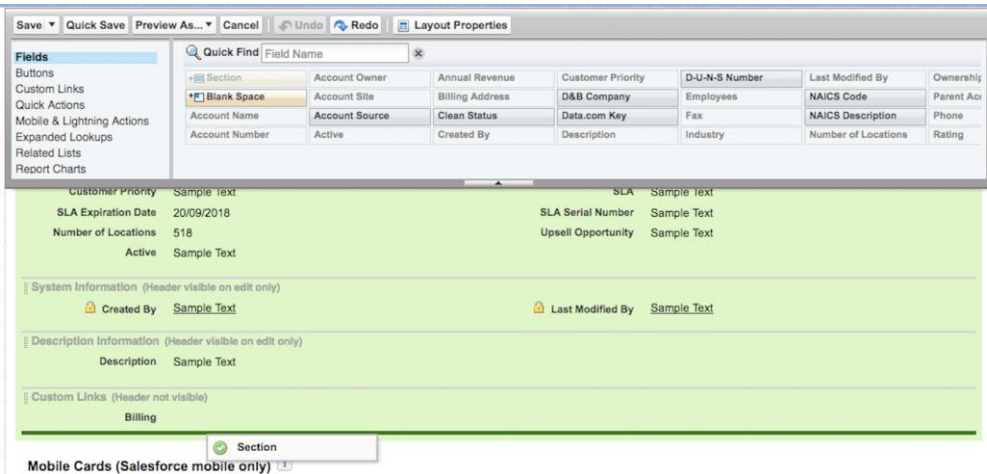 Save Quick Save Preview As... Cancel Undo Redo Layout Properties
Fields
Buttons
Custom Links
Quick Actions
Mobile & Lightning Actions
Expanded Lookups
Related Lists
Report Charts
Quick Find Field Name
Section Account Owner Annual Revenue Customer Priority D-U-N-S Number Last Modified By Ownership
Blank Space Account Site Billing Address D&B Company Employees NAICS Code Parent Acc
Account Name Account Source Clean Status Data.com Key Fax NAICS Description Phone
Account Number Active Created By Description Industry Number of Locations Rating
Customer Priority Sample Text SLA Sample Text
SLA Expiration Date 20/09/2018 SLA Serial Number Sample Text
Number of Locations 518 Upsell Opportunity Sample Text
Active Sample Text
System Information (Header visible on edit only)
Created By Sample Text Last Modified By Sample Text
Description Information (Header visible on edit only)
Description Sample Text
Custom Links (Header not visible)
Billing
Section
Mobile Cards (Salesforce mobile only) i